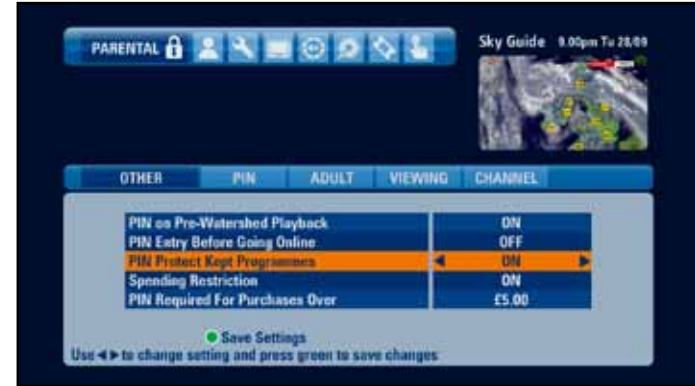 PARENTAL
Sky Guide 9.00pm Tu 28/09
OTHER PIN ADULT VIEWING CHANNEL
PIN on Pre-Watershed Playback ON
PIN Entry Before Going Online OFF
PIN Protect Kept Programmes ON
Spending Restriction ON
PIN Required For Purchases Over £5.00
Save Settings
Use ◄ ► to change setting and press green to save changes